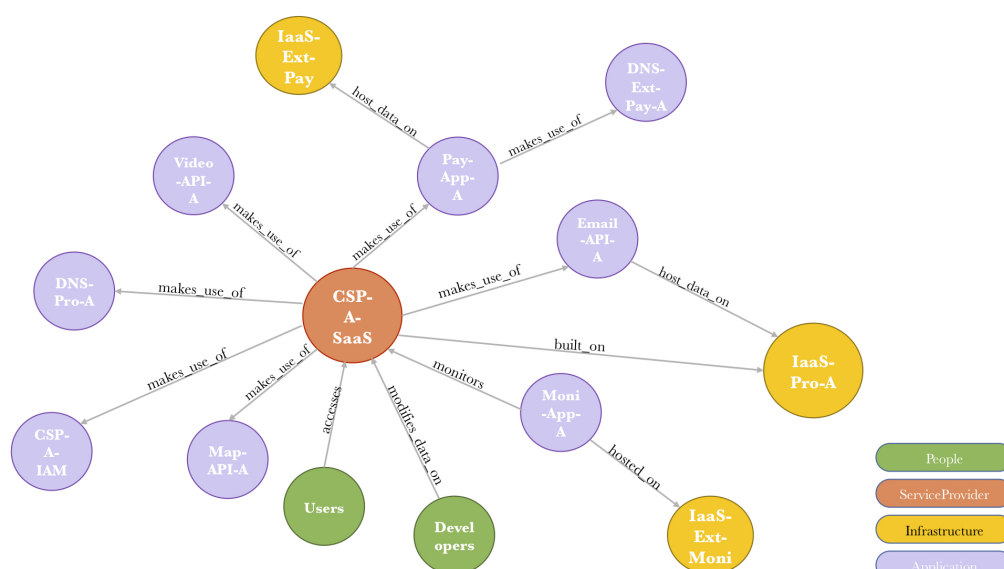 IaaS-
Ext-
Pay
DNS-
Ext-
Pay-A
host_data_on
makes_use_of
Video
-API-
A
Pay-
App-
A
makes_use_of
makes_use_of
Email
-API-
A
DNS-
Pro-A
makes_use_of
CSP-
A-
SaaS
makes_use_of
host_data_on
built_on
IaaS-
Pro-A
makes_use_of
makes_use_of
monitors
accesses
modifies_data_on
Moni
-App-
A
CSP-
A-
IAM
Map-
API-A
hosted_on
Users
Devel
opers
IaaS-
Ext-
Moni
People
ServiceProvider
Infrastructure
Application